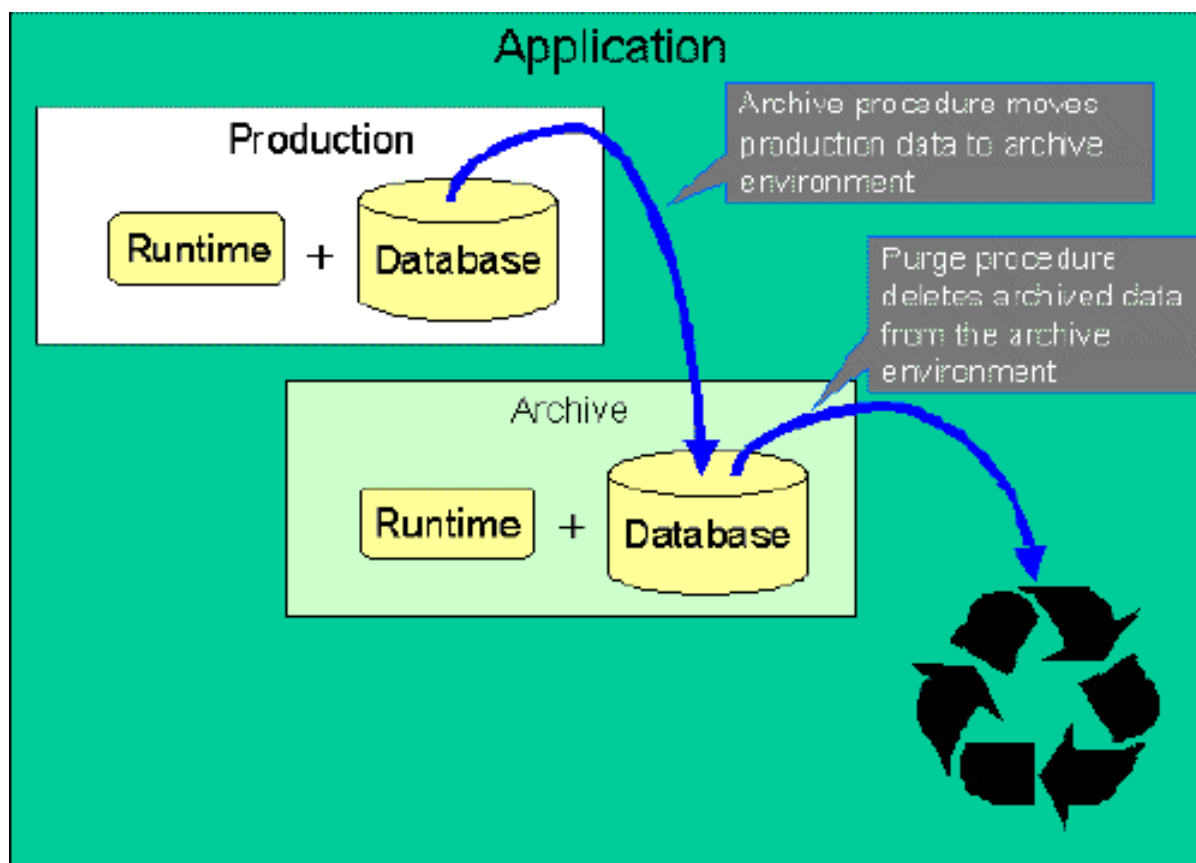 Application
Production
Runtime + Database
Archive procedure moves
production data to archive
environment
Purge procedure
deletes archived data
from the archive
environment
Archive
Runtime + Database